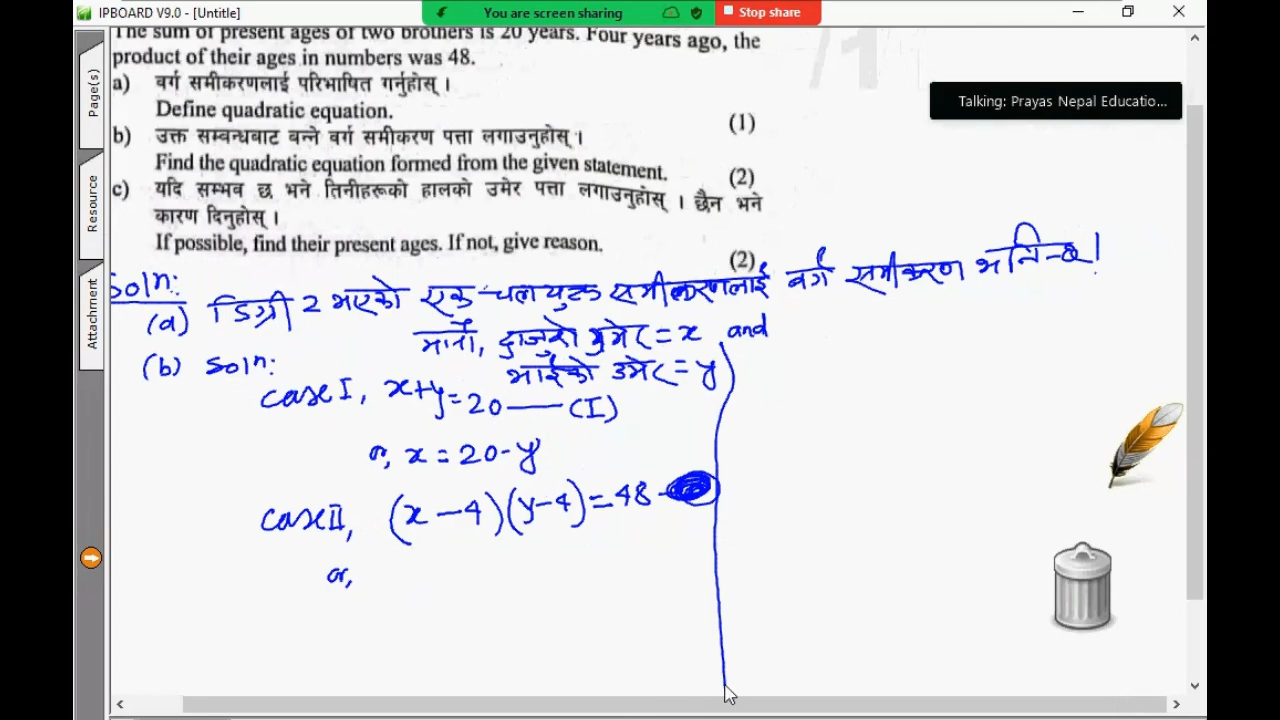 IPBOARD V9.0 - [Untitle]
You are screen sharing
Stop share
The sum of present ages of two brothers is 20 years. Four years ago, the
product of their ages in numbers was 48.
Talking: Prayas Nepal Educatio...
a) वर्ग समीकरणलाई परिभाषित गर्नुहोस् ।
Define quadratic equation. (1)
b) उक्त सम्बन्धबाट बन्ने वर्ग समीकरण पत्ता लगाउनुहोस् ।
Find the quadratic equation formed from the given statement. (2)
c) यदि सम्भव छ भने तिनीहरूको हालको उमेर पत्ता लगाउनुहोस् । छैन भने
कारण दिनुहोस् ।
If possible, find their present ages. If not, give reason. (2)
Soln:
(a) डिग्री 2 भएको एक चलयुक्त समीकरणलाई वर्ग समीकरण भनिन्छ।
(b) Soln: मानौं, दाजुको उमेर = x and
भाईको उमेर = y
case I, x+y=20 — (I)
or, x = 20-y
case II, (x-4)(y-4)=48 -
or,
Page(s)
Resource
Attachment